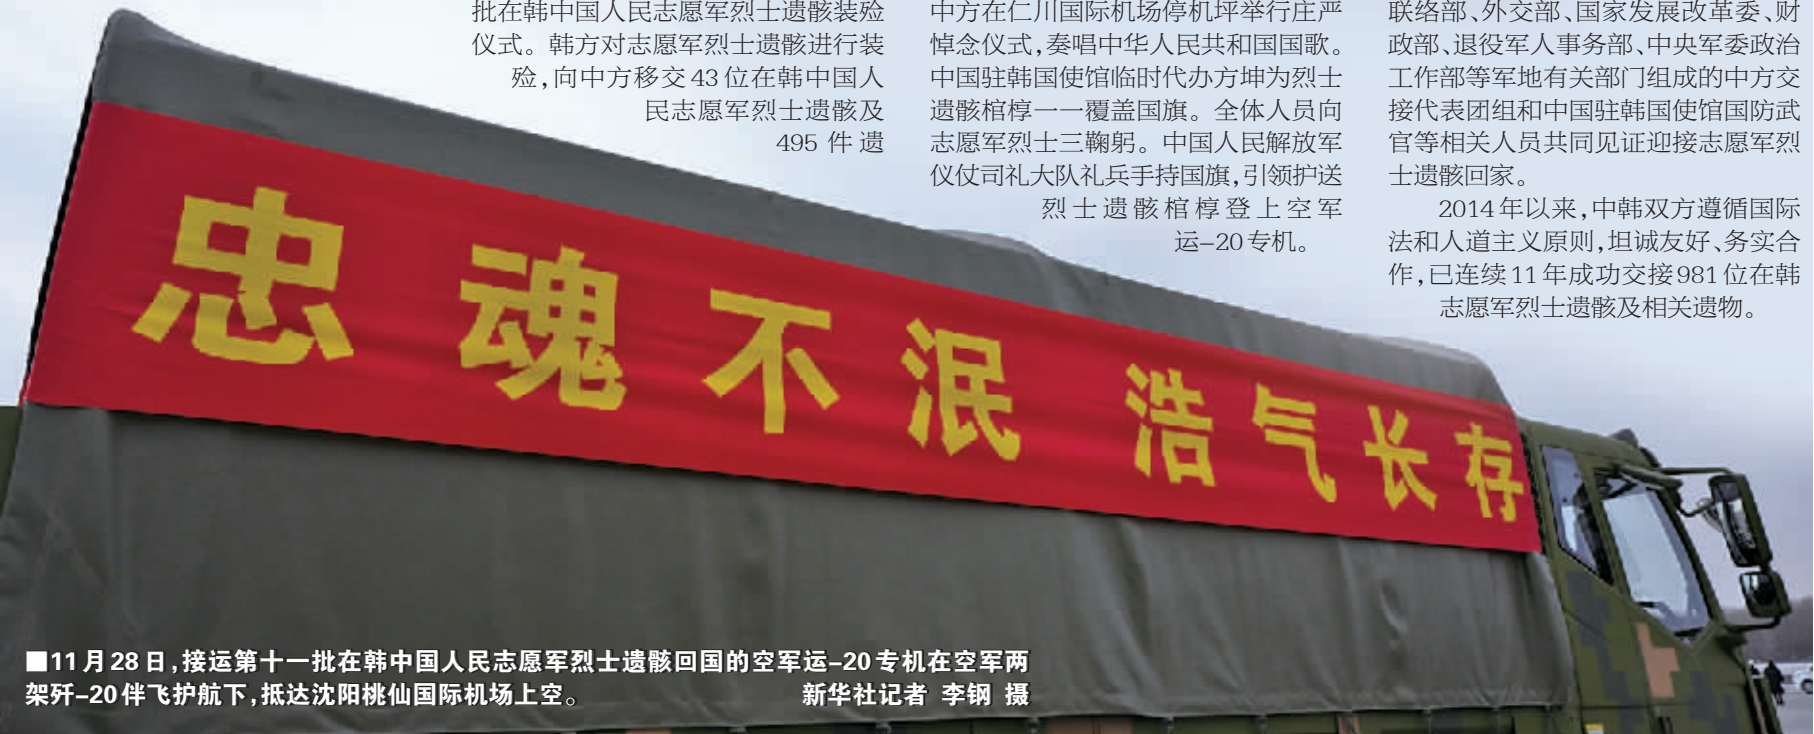 批在韩中国人民志愿军烈士遗骸装殓
仪式。韩方对志愿军烈士遗骸进行装
殓，向中方移交43位在韩中国人
民志愿军烈士遗骸及
495 件遗
中方在仁川国际机场停机坪举行庄严
悼念仪式，奏唱中华人民共和国国歌。
中国驻韩国使馆临时代办方坤为烈士
遗骸棺椁一一覆盖国旗。全体人员向
志愿军烈士三鞠躬。中国人民解放军
仪仗司礼大队礼兵手持国旗，引领护送
烈士遗骸棺椁登上空军
运-20专机。
联络部、外交部、国家发展改革委、财
政部、退役军人事务部、中央军委政治
工作部等军地有关部门组成的中方交
接代表团组和中国驻韩国使馆国防武
官等相关人员共同见证迎接志愿军烈
士遗骸回家。
2014年以来，中韩双方遵循国际
法和人道主义原则，坦诚友好、务实合
作，已连续11年成功交接981位在韩
志愿军烈士遗骸及相关遗物。
忠魂不泯 浩气长存
■11月28日，接运第十一批在韩中国人民志愿军烈士遗骸回国的空军运-20专机在空军两
架歼-20伴飞护航下，抵达沈阳桃仙国际机场上空。 新华社记者 李钢 摄